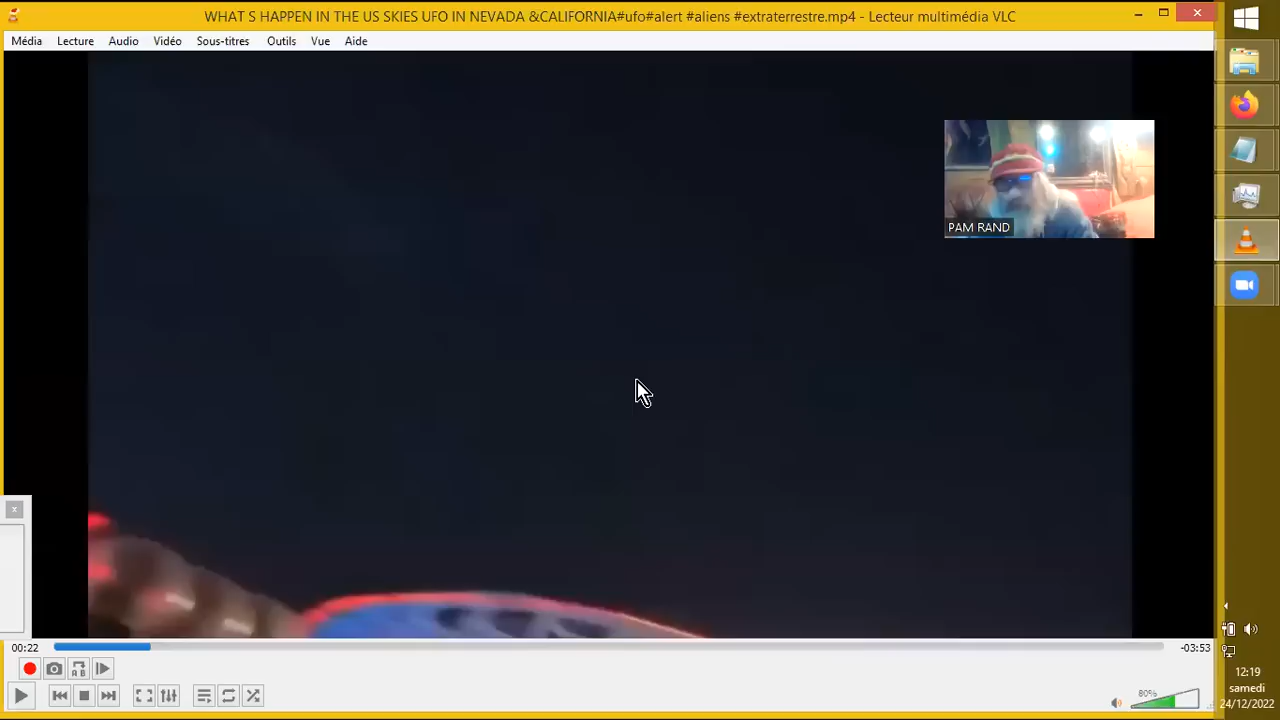 WHAT S HAPPEN IN THE US SKIES UFO IN NEVADA &CALIFORNIA#ufo#alert #aliens #extraterrestre.mp4 - Lecteur multimédia VLC
Média Lecture Audio Vidéo Sous-titres Outils Vue Aide
PAM RAND
00:22
-03:53
80%
12:19
samedi
24/12/2022